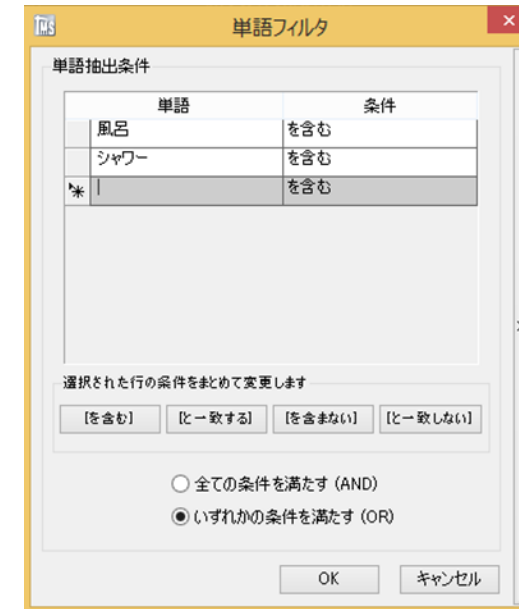 TMS
単語フィルタ
×
単語抽出条件
単語 条件
風呂 を含む
シャワー を含む
を含む
選択された行の条件をまとめて変更します
[を含む] [と一致する] [を含まない] [と一致しない]
全ての条件を満たす (AND)
いずれかの条件を満たす (OR)
OK キャンセル